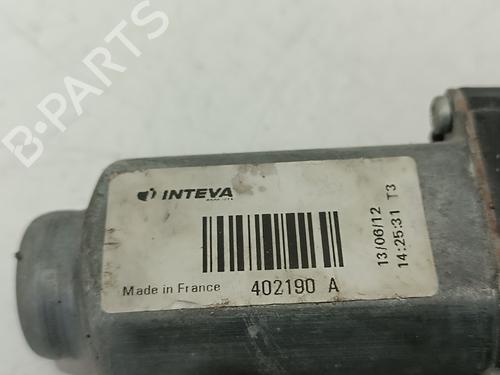 B-PARTS
INTEVA
Made in France
402190 A
13/06/12
14:25:31 T3